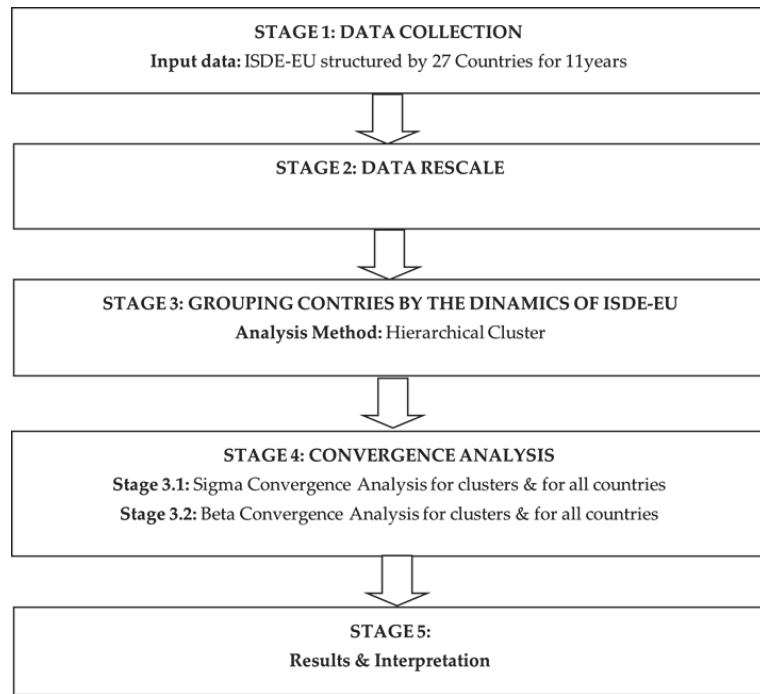 STAGE 1: DATA COLLECTION
Input data: ISDE-EU structured by 27 Countries for 11years
STAGE 2: DATA RESCALE
STAGE 3: GROUPING CONTRIES BY THE DINAMICS OF ISDE-EU
Analysis Method: Hierarchical Cluster
STAGE 4: CONVERGENCE ANALYSIS
Stage 3.1: Sigma Convergence Analysis for clusters & for all countries
Stage 3.2: Beta Convergence Analysis for clusters & for all countries
STAGE 5:
Results & Interpretation